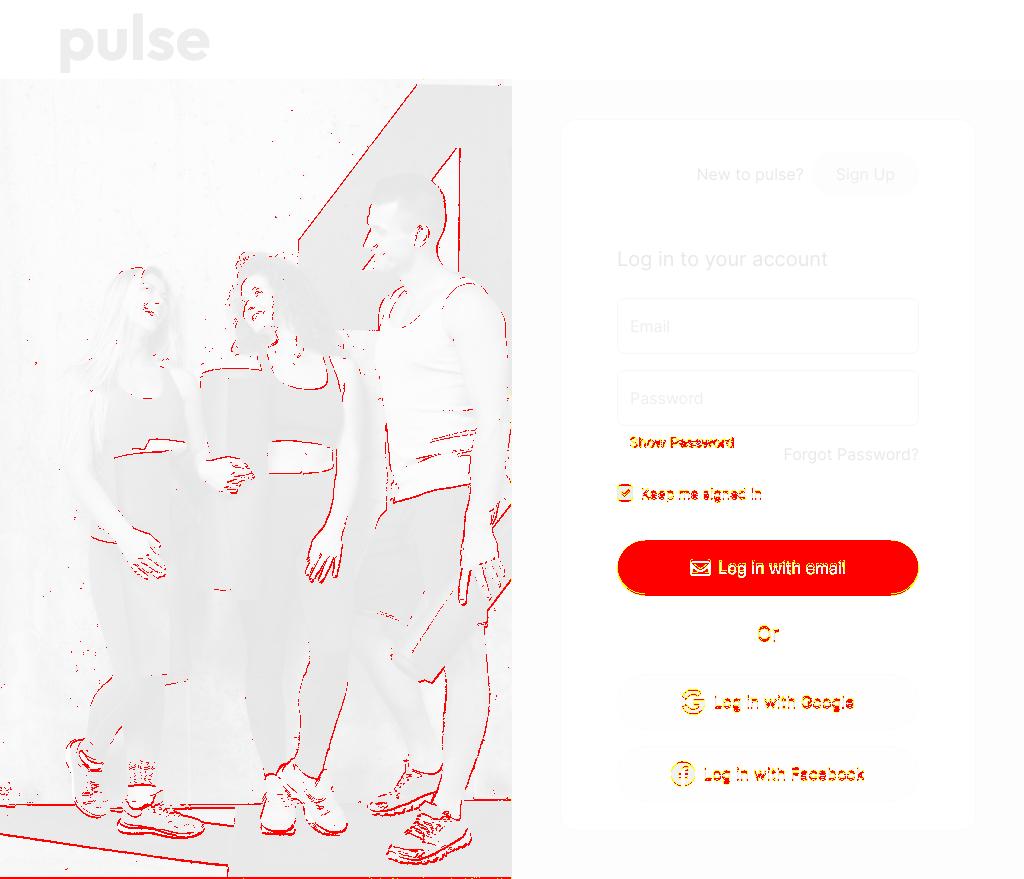 pulse
New to pulse? Sign Up
Log in to your account
Email
Password
Show Password
Forgot Password?
Keep me signed in
Log in with email
Or
Log in with Google
Log in with Facebook